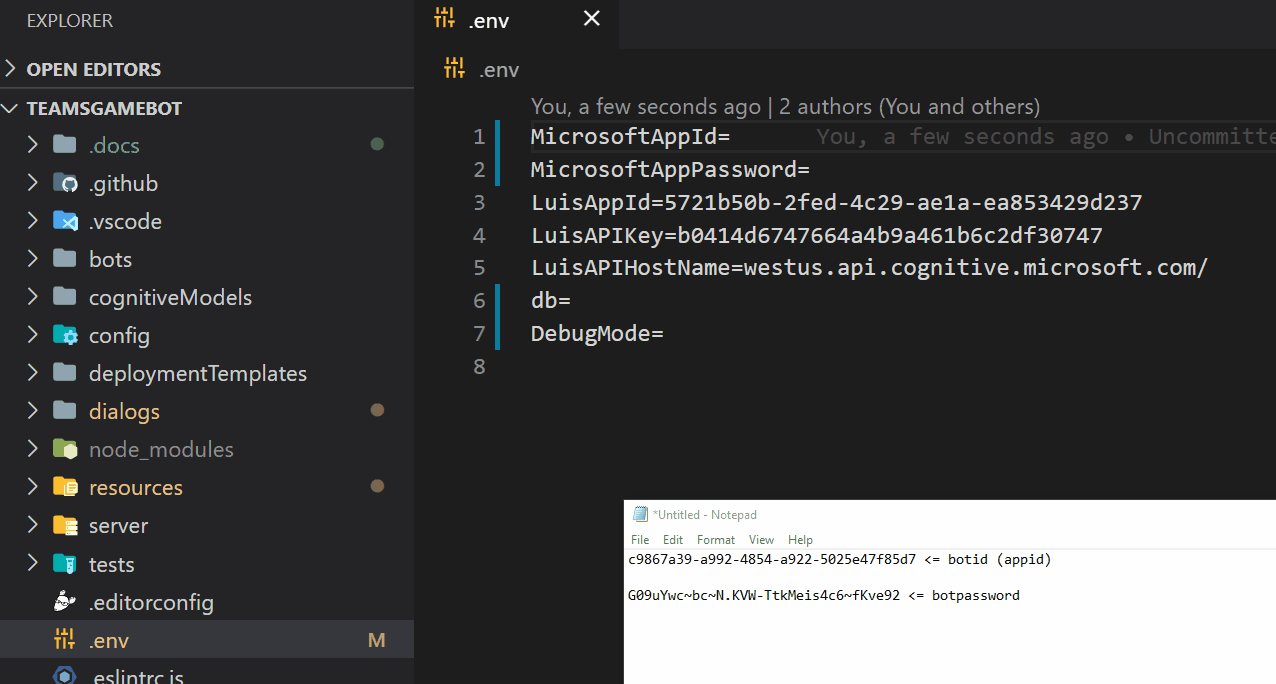 EXPLORER
OPEN EDITORS
TEAMSGAMEBOT
.docs
.github
.vscode
bots
cognitiveModels
config
deploymentTemplates
dialogs
node_modules
resources
server
tests
.editorconfig
.env M
.eslintrc.js
.env
.env
You, a few seconds ago | 2 authors (You and others)
1 MicrosoftAppId= You, a few seconds ago • Uncommitte
2 MicrosoftAppPassword=
3 LuisAppId=5721b50b-2fed-4c29-ae1a-ea853429d237
4 LuisAPIKey=b0414d6747664a4b9a461b6c2df30747
5 LuisAPIHostName=westus.api.cognitive.microsoft.com/
6 db=
7 DebugMode=
8
*Untitled - Notepad
File Edit Format View Help
c9867a39-a992-4854-a922-5025e47f85d7 <= botid (appid)
G09uYwc~bc~N.KVW-TtkMeis4c6~fKve92 <= botpassword